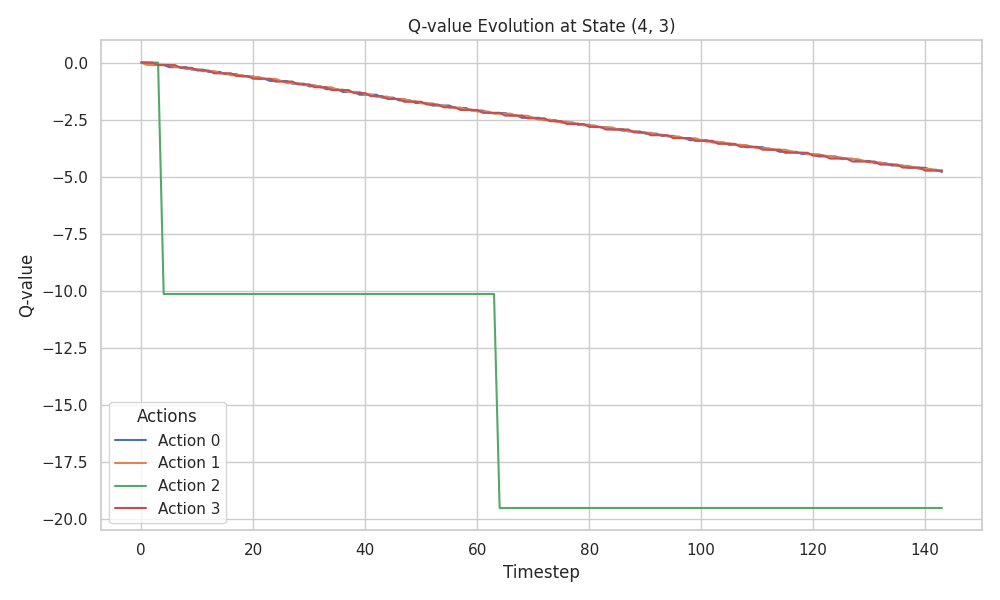 Q-value Evolution at State (4, 3)
0.0
−2.5
−5.0
−7.5
−10.0
−12.5
−15.0
−17.5
−20.0
Q-value
Actions
Action 0
Action 1
Action 2
Action 3
0 20 40 60 80 100 120 140
Timestep